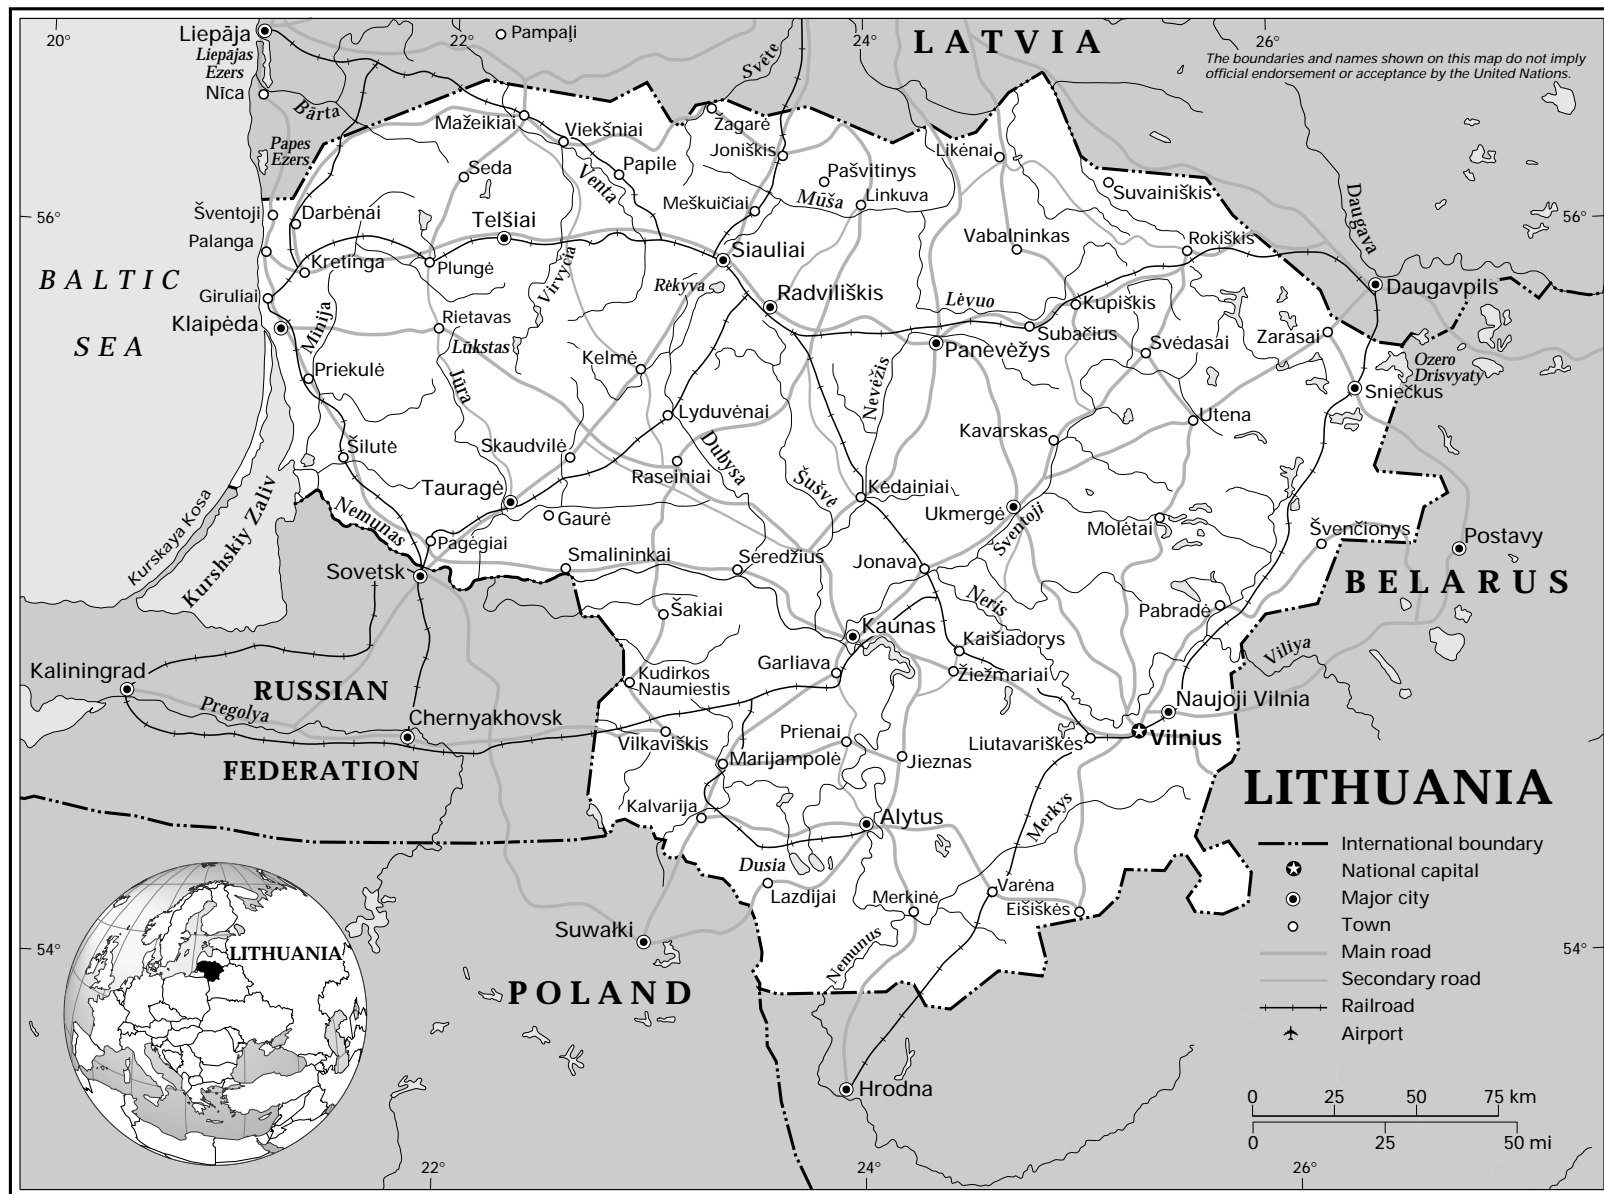 20°
22°
24°
26°
Liepāja
Pampaļi
LATVIA
The boundaries and names shown on this map do not imply
official endorsement or acceptance by the United Nations.
Liepājas
Ezers
Svēte
Nīca
Bārta
Mažeikiai
Viekšniai
Žagarė
Papes
Ezers
Joniškis
Likėnai
Seda
Papile
Venta
Pašvitinys
Suvainiškis
Daugava
Meškuičiai
Mūša
Linkuva
56°
56°
Šventoji
Darbėnai
Telšiai
Palanga
Siauliai
Vabalninkas
Rokiškis
BALTIC
Kretinga
Plungė
Virvyčia
Rėkyva
Giruliai
Radviliškis
Lėvuo
Kupiškis
Daugavpils
Klaipėda
Minija
Rietavas
SEA
Lūkstas
Subačius
Panevėžys
Svėdasai
Zarasai
Kelmė
Ozero
Drisvyaty
Priekulė
Jūra
Nevėžis
Sniečkus
Lyduvėnai
Utena
Šilutė
Skaudvilė
Dubysa
Kavarskas
Raseiniai
Šušvė
Tauragė
Kėdainiai
Nemunas
Gaurė
Ukmergė
Šventoji
Molėtai
Švenčionys
Kurskaya Kosa
Kurshskiy Zaliv
Pagėgiai
Postavy
Sovetsk
Smalininkai
Seredžius
Jonava
BELARUS
Šakiai
Neris
Pabradė
Kaunas
Kaišiadorys
Viliya
Kaliningrad
Garliava
Kudirkos
Naumiestis
Žiežmariai
RUSSIAN
Naujoji Vilnia
Pregolya
Chernyakhovsk
Prienai
Vilkaviškis
Liutavariškės
Vilnius
FEDERATION
Marijampolė
Jieznas
LITHUANIA
Kalvarija
Alytus
Merkys
International boundary
Dusia
National capital
Lazdijai
Merkinė
Varėna
Major city
Eišiškės
Town
Suwałki
Nemunus
54°
54°
LITHUANIA
Main road
Secondary road
POLAND
Railroad
Airport
Hrodna
0 25 50 75 km
0 25 50 mi
22°
24°
26°